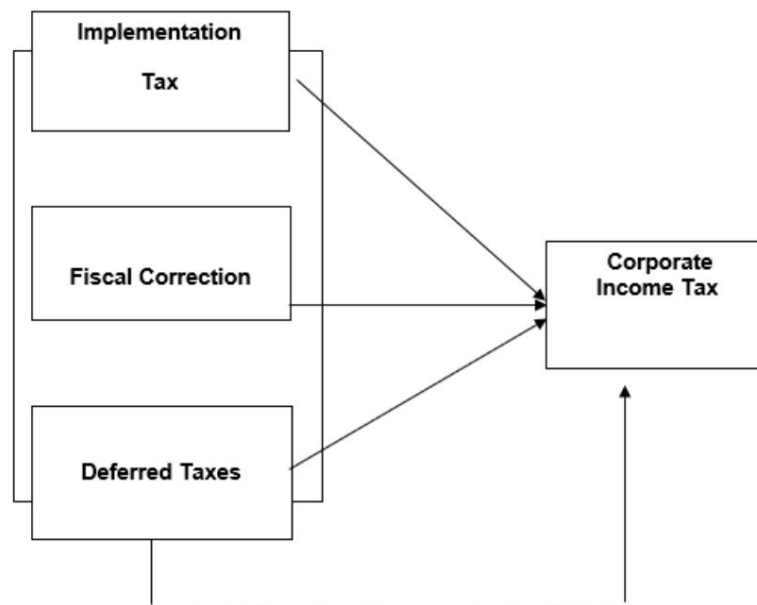 Implementation
Tax
Fiscal Correction
Corporate
Income Tax
Deferred Taxes